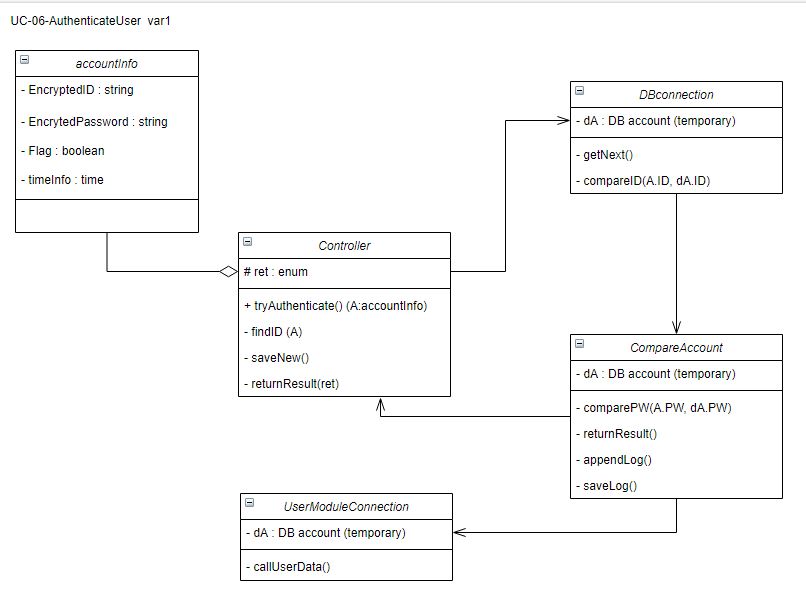 UC-06-AuthenticateUser var1
accountInfo
- EncryptedID : string
- EncrytedPassword : string
- Flag : boolean
- timeInfo : time
DBconnection
- dA : DB account (temporary)
- getNext()
- compareID(A.ID, dA.ID)
Controller
# ret : enum
+ tryAuthenticate() (A:accountInfo)
- findID (A)
- saveNew()
- returnResult(ret)
CompareAccount
- dA : DB account (temporary)
- comparePW(A.PW, dA.PW)
- returnResult()
- appendLog()
- saveLog()
UserModuleConnection
- dA : DB account (temporary)
- callUserData()